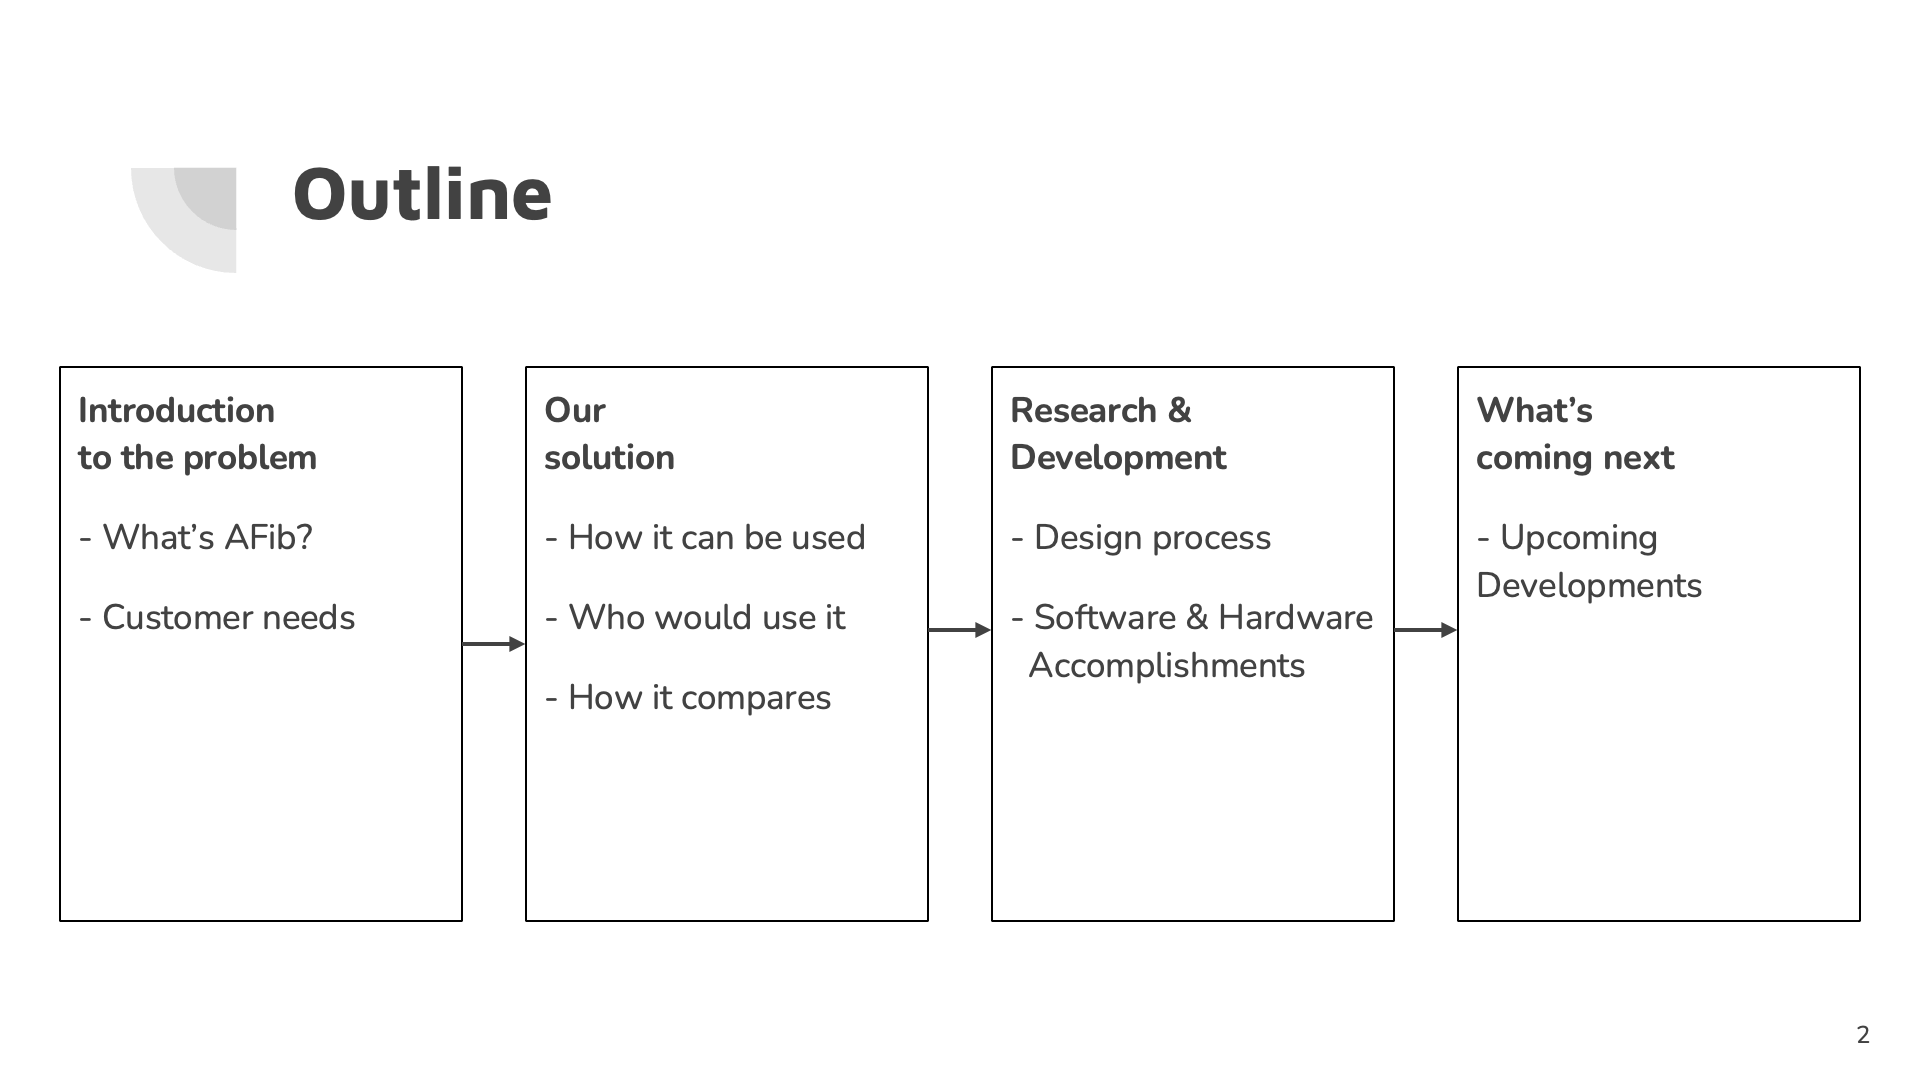 Outline
Introduction
to the problem
- What’s AFib?
- Customer needs
Our
solution
- How it can be used
- Who would use it
- How it compares
Research &
Development
- Design process
- Software & Hardware
Accomplishments
What’s
coming next
- Upcoming
Developments
2